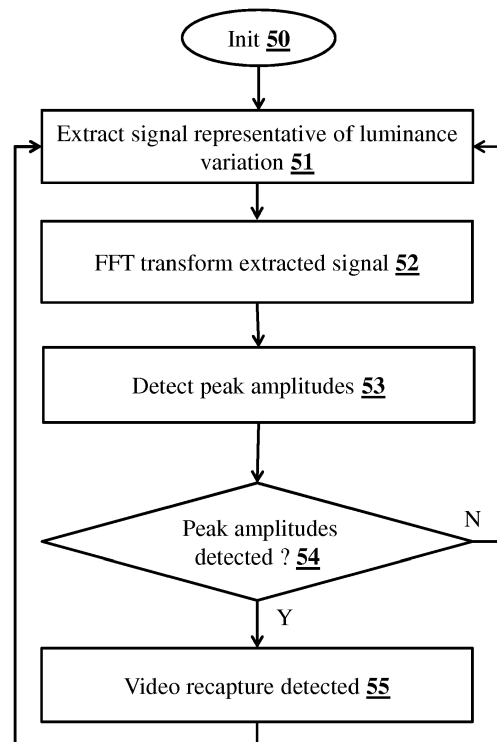 Init 50
Extract signal representative of luminance
variation 51
FFT transform extracted signal 52
Detect peak amplitudes 53
Peak amplitudes
detected ? 54
N
Y
Video recapture detected 55